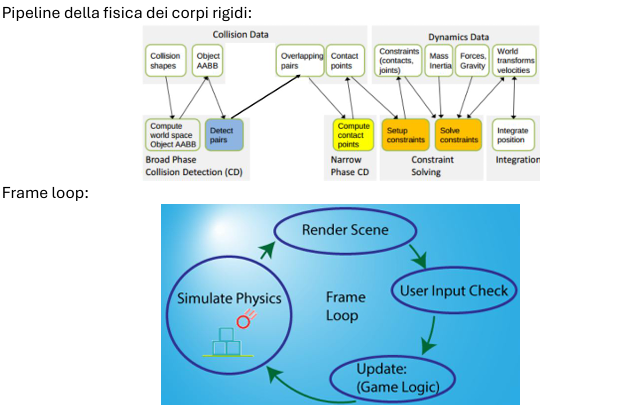 Pipeline della fisica dei corpi rigidi:
Collision Data
Dynamics Data
Collision
shapes
Object
AABB
Overlapping
pairs
Contact
points
Constraints
(contacts,
joints)
Mass
Inertia
Forces,
Gravity
World
transforms
velocities
Compute
world space
Object AABB
Detect
pairs
Compute
contact
points
Setup
constraints
Solve
constraints
Integrate
position
Broad Phase
Collision Detection (CD)
Narrow
Phase CD
Constraint
Solving
Integration
Frame loop:
Render Scene
Simulate Physics
Frame
Loop
User Input Check
Update:
(Game Logic)